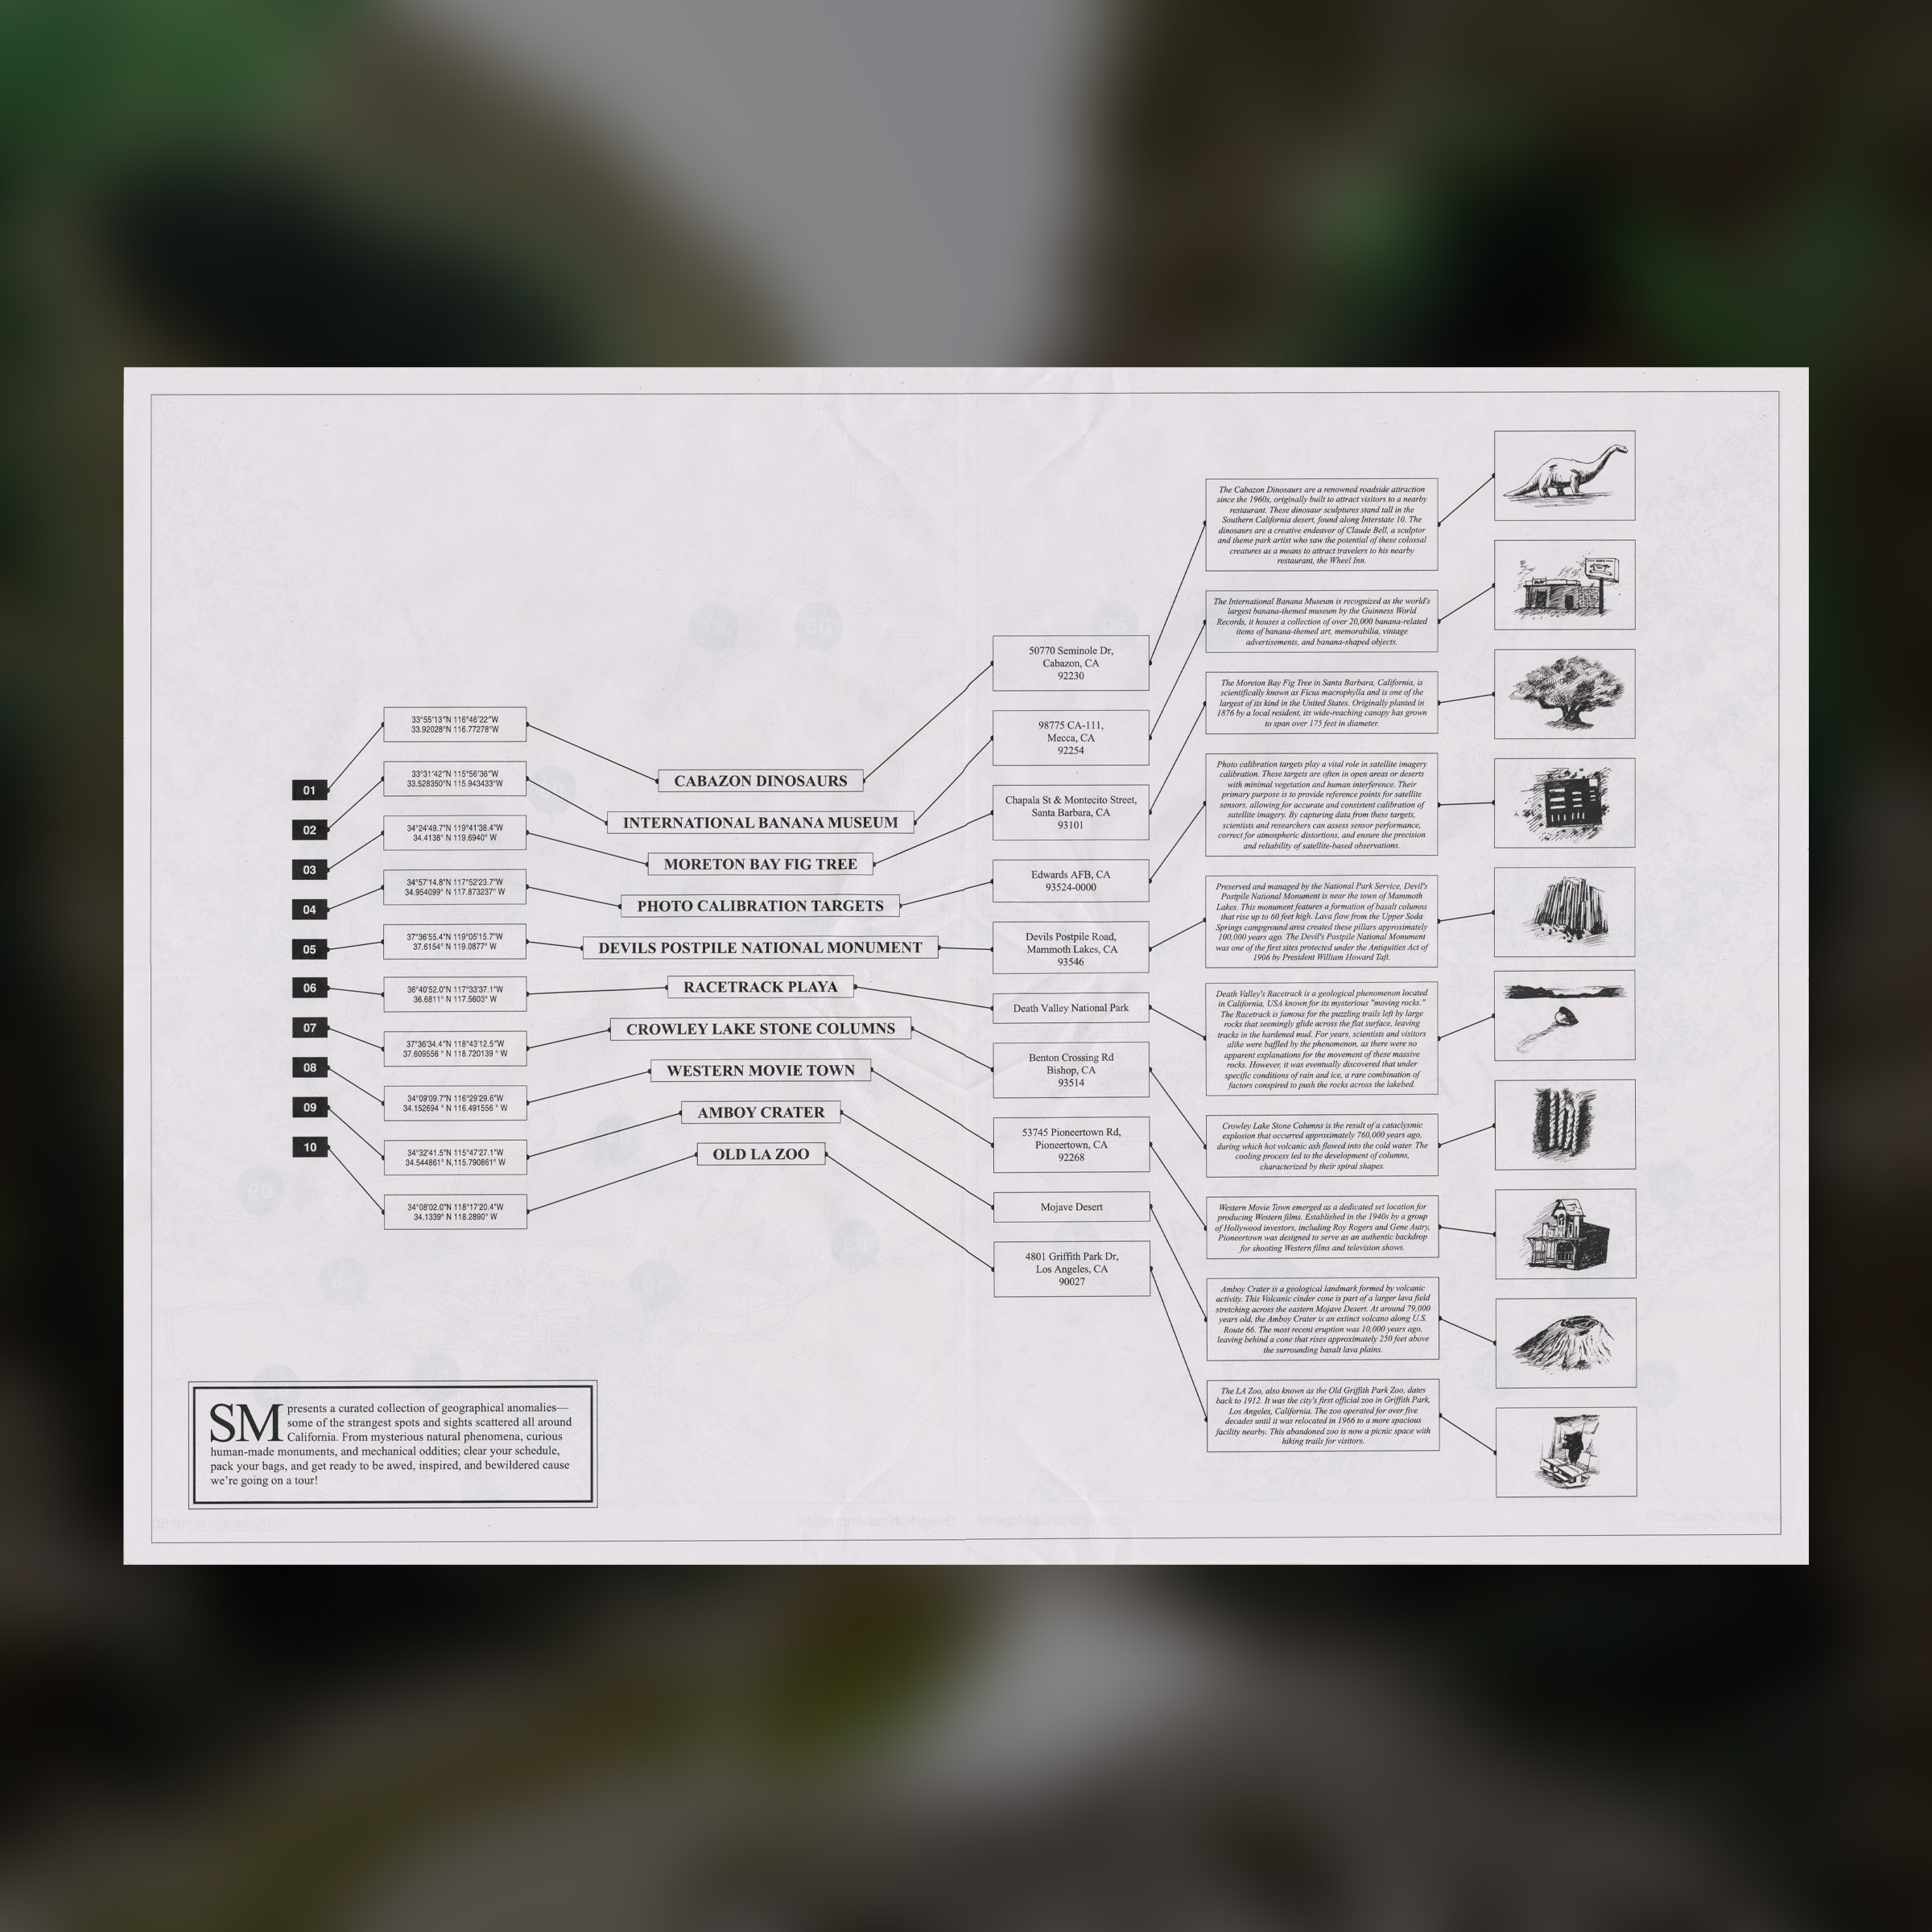 01
02
03
04
05
06
07
08
09
10
33°55'13"N 116°46'22"W
33.92028°N 116.77278°W
33°31'42"N 115°56'36"W
33.528350°N 115.943433°W
34°24'49.7"N 119°41'38.4"W
34.4138° N 119.6940° W
34°57'14.8"N 117°52'23.7"W
34.954099° N 117.873237° W
37°36'55.4"N 119°05'15.7"W
37.6154° N 119.0877° W
36°40'52.0"N 117°33'37.1"W
36.6811° N 117.5603° W
37°36'34.4"N 118°43'12.5"W
37.609556 ° N 118.720139 ° W
34°09'09.7"N 116°29'29.6"W
34.152694 ° N 116.491556 ° W
34°32'41.5"N 115°47'27.1"W
34.544861° N,115.790861° W
34°08'02.0"N 118°17'20.4"W
34.1339° N 118.2890° W
CABAZON DINOSAURS
INTERNATIONAL BANANA MUSEUM
MORETON BAY FIG TREE
PHOTO CALIBRATION TARGETS
DEVILS POSTPILE NATIONAL MONUMENT
RACETRACK PLAYA
CROWLEY LAKE STONE COLUMNS
WESTERN MOVIE TOWN
AMBOY CRATER
OLD LA ZOO
50770 Seminole Dr,
Cabazon, CA
92230
98775 CA-111,
Mecca, CA
92254
Chapala St & Montecito Street,
Santa Barbara, CA
93101
Edwards AFB, CA
93524-0000
Devils Postpile Road,
Mammoth Lakes, CA
93546
Death Valley National Park
Benton Crossing Rd
Bishop, CA
93514
53745 Pioneertown Rd,
Pioneertown, CA
92268
Mojave Desert
4801 Griffith Park Dr,
Los Angeles, CA
90027
The Cabazon Dinosaurs are a renowned roadside attraction
since the 1960s, originally built to attract visitors to a nearby
restaurant. These dinosaur sculptures stand tall in the
Southern California desert, found along Interstate 10. The
dinosaurs are a creative endeavor of Claude Bell, a sculptor
and theme park artist who saw the potential of these colossal
creatures as a means to attract travelers to his nearby
restaurant, the Wheel Inn.
The International Banana Museum is recognized as the world's
largest banana-themed museum by the Guinness World
Records, it houses a collection of over 20,000 banana-related
items of banana-themed art, memorabilia, vintage
advertisements, and banana-shaped objects.
The Moreton Bay Fig Tree in Santa Barbara, California, is
scientifically known as Ficus macrophylla and is one of the
largest of its kind in the United States. Originally planted in
1876 by a local resident, its wide-reaching canopy has grown
to span over 175 feet in diameter.
Photo calibration targets play a vital role in satellite imagery
calibration. These targets are often in open areas or deserts
with minimal vegetation and human interference. Their
primary purpose is to provide reference points for satellite
sensors, allowing for accurate and consistent calibration of
satellite imagery. By capturing data from these targets,
scientists and researchers can assess sensor performance,
correct for atmospheric distortions, and ensure the precision
and reliability of satellite-based observations.
Preserved and managed by the National Park Service, Devil's
Postpile National Monument is near the town of Mammoth
Lakes. This monument features a formation of basalt columns
that rise up to 60 feet high. Lava flow from the Upper Soda
Springs campground area created these pillars approximately
100,000 years ago. The Devil's Postpile National Monument
was one of the first sites protected under the Antiquities Act of
1906 by President William Howard Taft.
Death Valley's Racetrack is a geological phenomenon located
in California, USA known for its mysterious "moving rocks."
The Racetrack is famous for the puzzling trails left by large
rocks that seemingly glide across the flat surface, leaving
tracks in the hardened mud. For years, scientists and visitors
alike were baffled by the phenomenon, as there were no
apparent explanations for the movement of these massive
rocks. However, it was eventually discovered that under
specific conditions of rain and ice, a rare combination of
factors conspired to push the rocks across the lakebed.
Crowley Lake Stone Columns is the result of a cataclysmic
explosion that occurred approximately 760,000 years ago,
during which hot volcanic ash flowed into the cold water. The
cooling process led to the development of columns,
characterized by their spiral shapes.
Western Movie Town emerged as a dedicated set location for
producing Western films. Established in the 1940s by a group
of Hollywood investors, including Roy Rogers and Gene Autry,
Pioneertown was designed to serve as an authentic backdrop
for shooting Western films and television shows.
Amboy Crater is a geological landmark formed by volcanic
activity. This Volcanic cinder cone is part of a larger lava field
stretching across the eastern Mojave Desert. At around 79,000
years old, the Amboy Crater is an extinct volcano along U.S.
Route 66. The most recent eruption was 10,000 years ago,
leaving behind a cone that rises approximately 250 feet above
the surrounding basalt lava plains.
The LA Zoo, also known as the Old Griffith Park Zoo, dates
back to 1912. It was the city's first official zoo in Griffith Park,
Los Angeles, California. The zoo operated for over five
decades until it was relocated in 1966 to a more spacious
facility nearby. This abandoned zoo is now a picnic space with
hiking trails for visitors.
SM presents a curated collection of geographical anomalies—
some of the strangest spots and sights scattered all around
California. From mysterious natural phenomena, curious
human-made monuments, and mechanical oddities; clear your schedule,
pack your bags, and get ready to be awed, inspired, and bewildered cause
we're going on a tour!